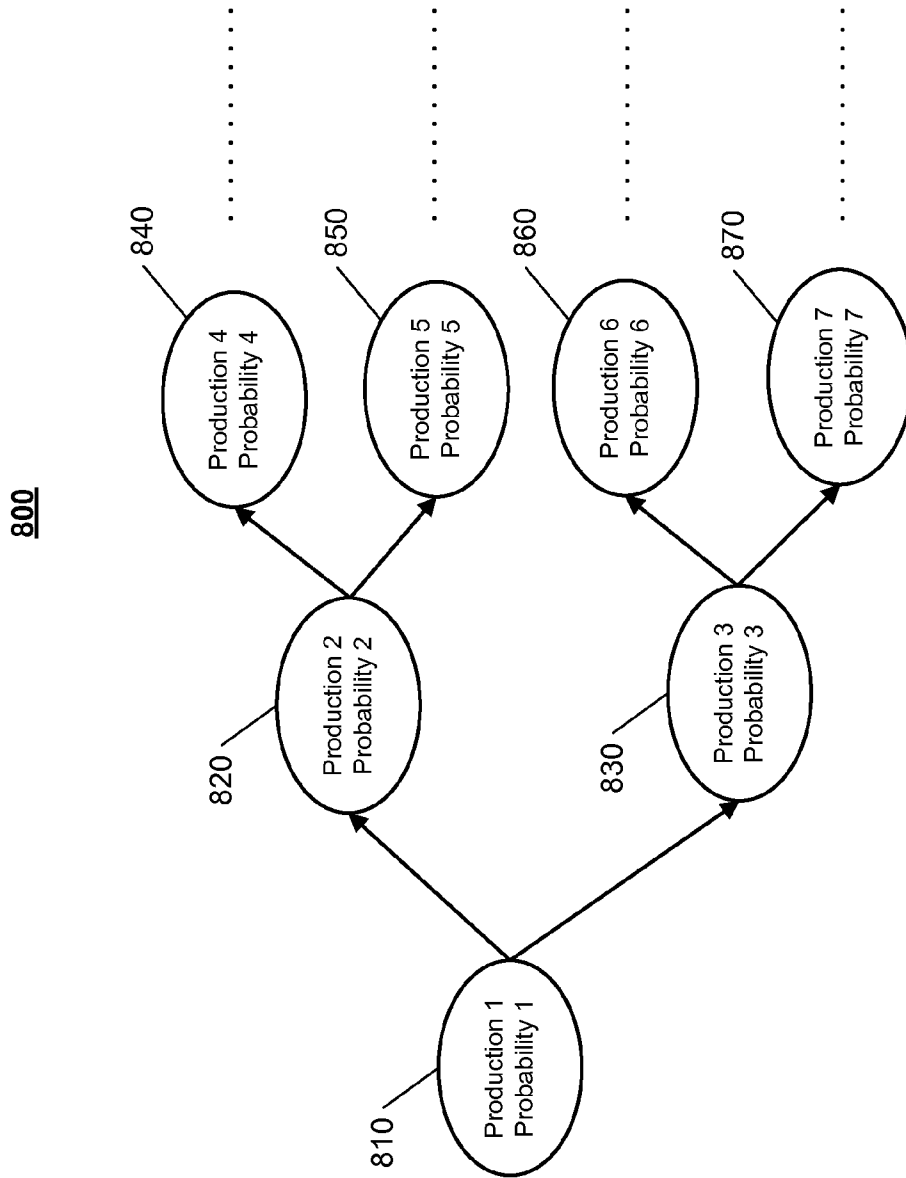 800
810
Production 1
Probability 1
820
Production 2
Probability 2
830
Production 3
Probability 3
840
Production 4
Probability 4
850
Production 5
Probability 5
860
Production 6
Probability 6
870
Production 7
Probability 7